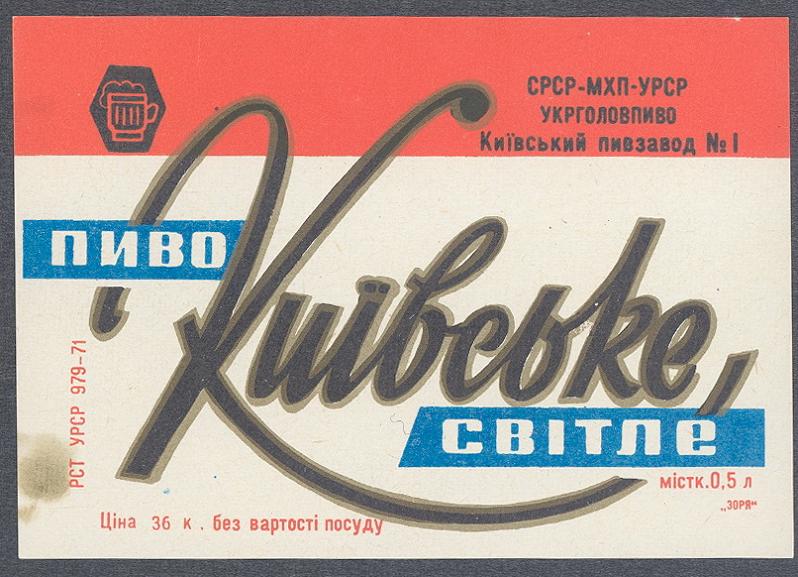 СРСР-МХП-УРСР
УКРГОЛОВПИВО
Київський пивзавод №1
ПИВО
Київське,
світле
РСТ УРСР 979-71
містк.0,5 л
„ЗОРЯ“
Ціна 36 к. без вартості посуду